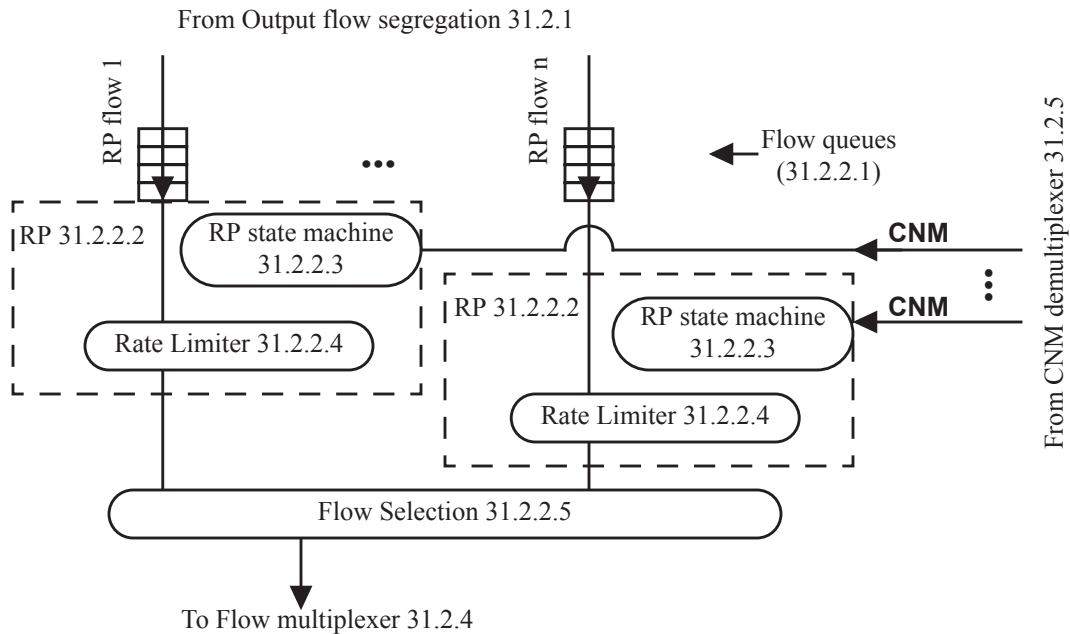 From Output flow segregation 31.2.1
RP flow 1
RP flow n
Flow queues
(31.2.2.1)
From CNM demultiplexer 31.2.5
RP 31.2.2.2
RP state machine
31.2.2.3
CNM
RP 31.2.2.2
RP state machine
31.2.2.3
CNM
Rate Limiter 31.2.2.4
Rate Limiter 31.2.2.4
Flow Selection 31.2.2.5
To Flow multiplexer 31.2.4